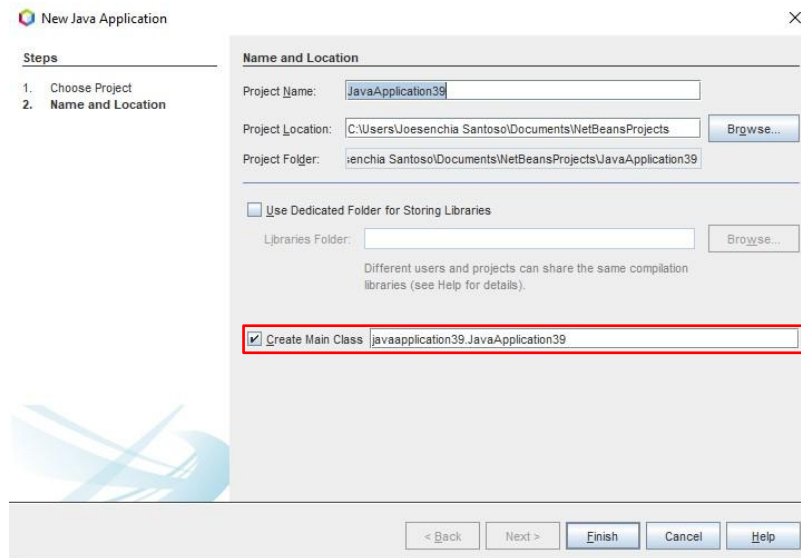 New Java Application
Steps
1. Choose Project
2. Name and Location
Name and Location
Project Name: JavaApplication39
Project Location: C:\Users\Joesenchia Santoso\Documents\NetBeansProjects Browse...
Project Folder: senchia Santoso\Documents\NetBeansProjects\JavaApplication39
Use Dedicated Folder for Storing Libraries
Libraries Folder: Browse...
Different users and projects can share the same compilation
libraries (see Help for details).
Create Main Class javaapplication39.JavaApplication39
< Back Next > Finish Cancel Help